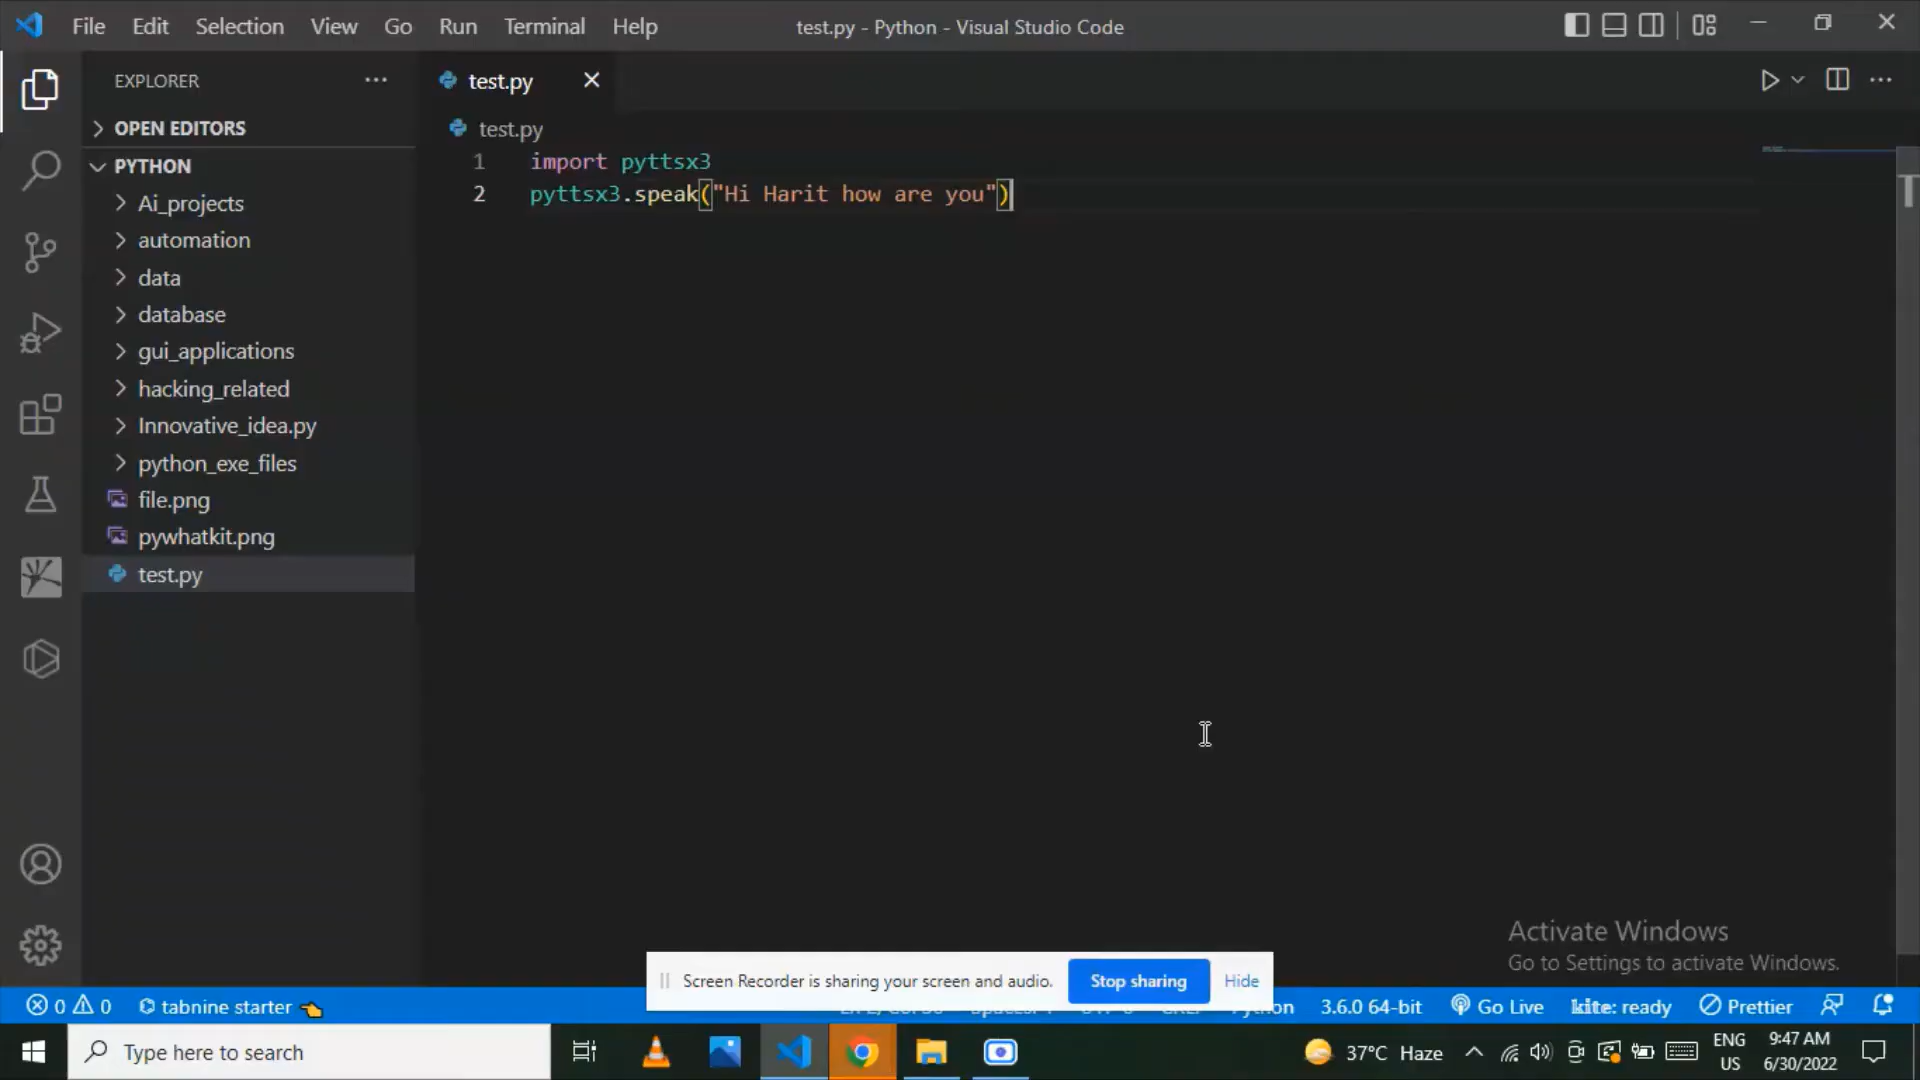 File Edit Selection View Go Run Terminal Help
test.py - Python - Visual Studio Code
EXPLORER
test.py
OPEN EDITORS
test.py
PYTHON
1 import pyttsx3
2 pyttsx3.speak("Hi Harit how are you")
Ai_projects
automation
data
database
gui_applications
hacking_related
Innovative_idea.py
python_exe_files
file.png
pywhatkit.png
test.py
Activate Windows
Go to Settings to activate Windows.
Screen Recorder is sharing your screen and audio. Stop sharing Hide
0 0 tabnine starter
3.6.0 64-bit Go Live kite: ready Prettier
Type here to search
37°C Haze
ENG
US
9:47 AM
6/30/2022